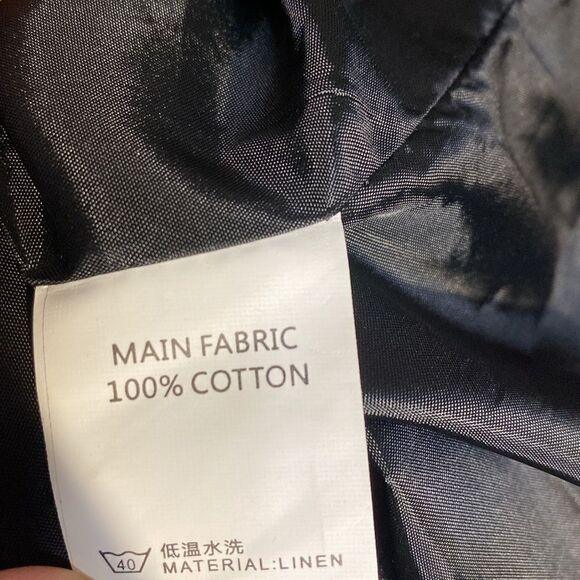 MAIN FABRIC
100% COTTON
40 低温水洗
MATERIAL:LINEN